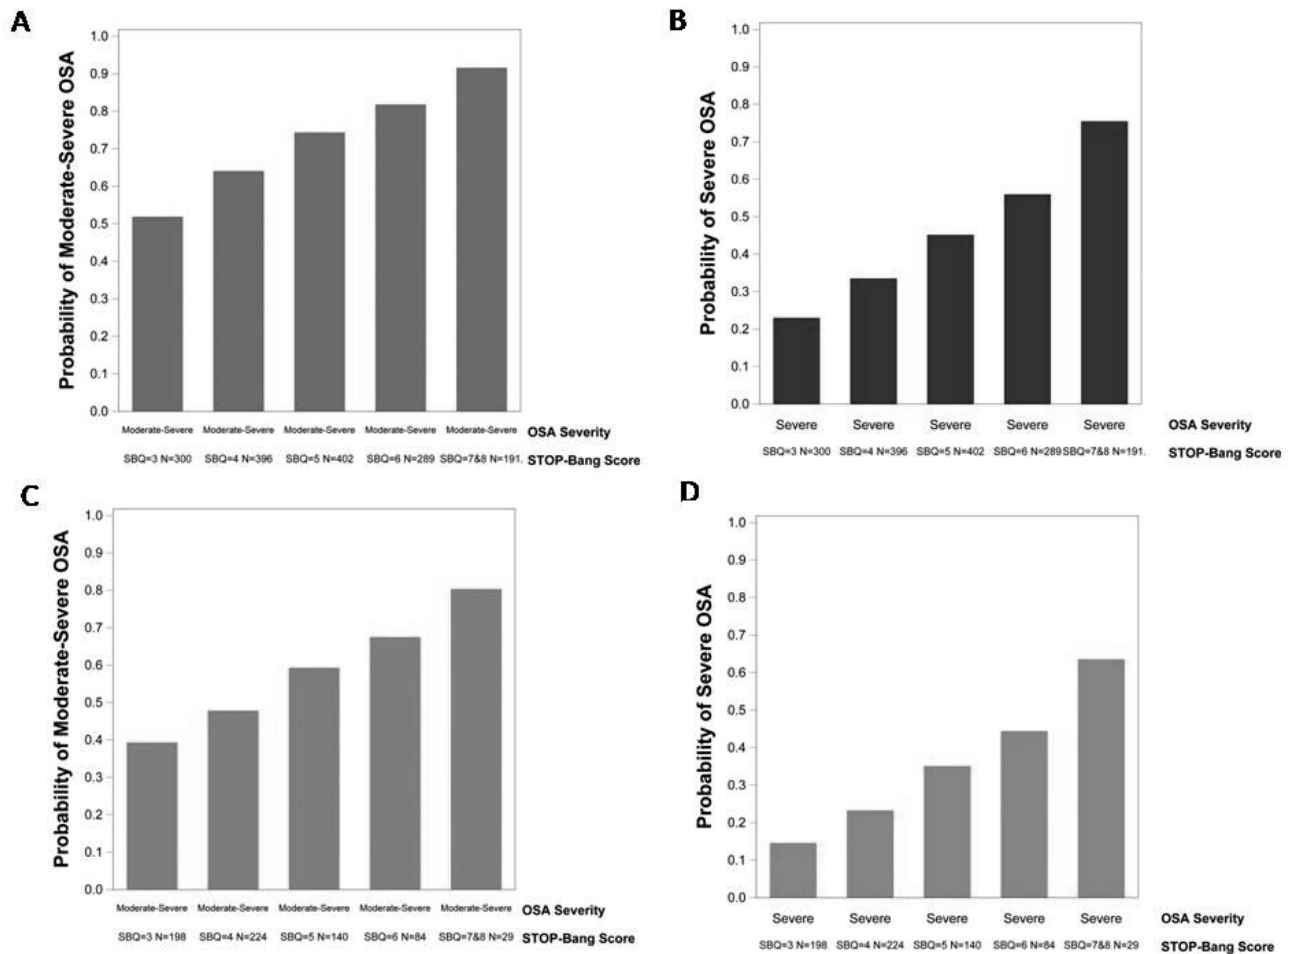 A
Probability of Moderate-Severe OSA
1.0
0.9
0.8
0.7
0.6
0.5
0.4
0.3
0.2
0.1
0.0
Moderate-Severe Moderate-Severe Moderate-Severe Moderate-Severe Moderate-Severe OSA Severity
SBQ=3 N=300 SBQ=4 N=396 SBQ=5 N=402 SBQ=6 N=289 SBQ=7&8 N=191. STOP-Bang Score
B
Probability of Severe OSA
1.0
0.9
0.8
0.7
0.6
0.5
0.4
0.3
0.2
0.1
0.0
Severe Severe Severe Severe Severe OSA Severity
SBQ=3 N=300 SBQ=4 N=396 SBQ=5 N=402 SBQ=6 N=289 SBQ=7&8 N=191. STOP-Bang Score
C
Probability of Moderate-Severe OSA
1.0
0.9
0.8
0.7
0.6
0.5
0.4
0.3
0.2
0.1
0.0
Moderate-Severe Moderate-Severe Moderate-Severe Moderate-Severe Moderate-Severe OSA Severity
SBQ=3 N=198 SBQ=4 N=224 SBQ=5 N=140 SBQ=6 N=84 SBQ=7&8 N=29 STOP-Bang Score
D
Probability of Severe OSA
1.0
0.9
0.8
0.7
0.6
0.5
0.4
0.3
0.2
0.1
0.0
Severe Severe Severe Severe Severe OSA Severity
SBQ=3 N=198 SBQ=4 N=224 SBQ=5 N=140 SBQ=6 N=84 SBQ=7&8 N=29 STOP-Bang Score